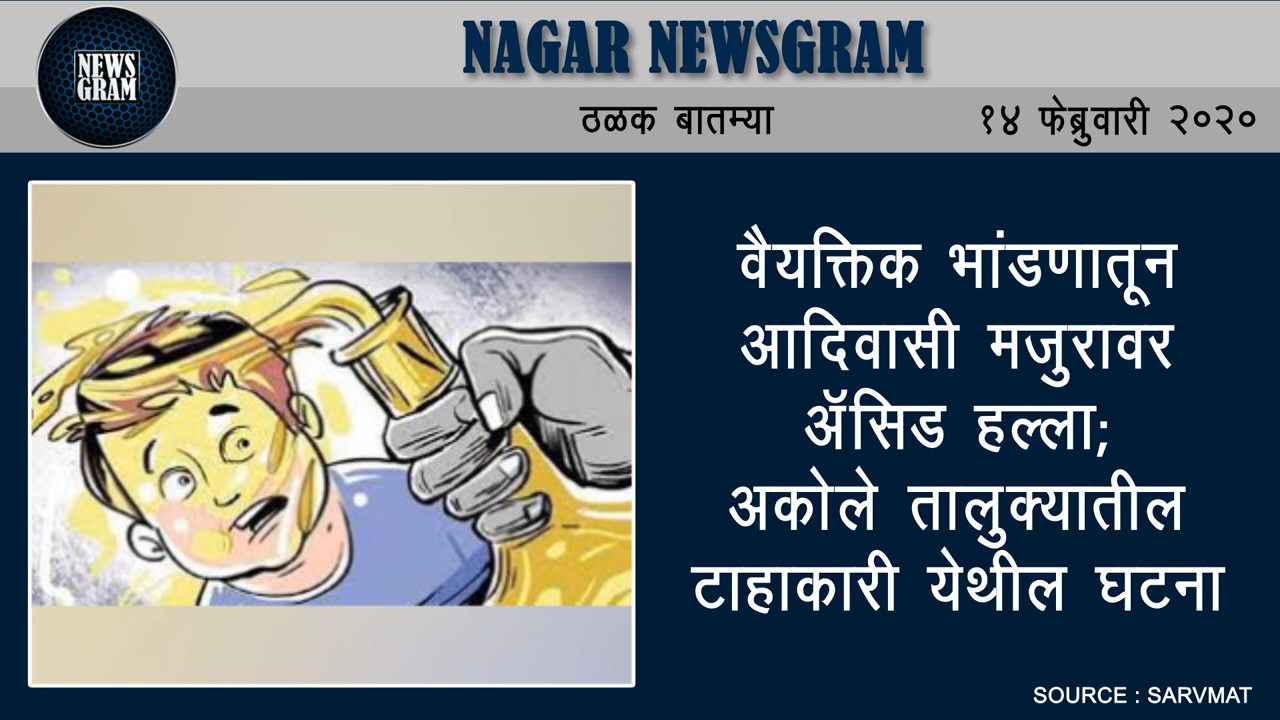 NEWS
GRAM
NAGAR NEWSGRAM
ठळक बातम्या
१४ फेब्रुवारी २०२०
वैयक्तिक भांडणातून
आदिवासी मजुरावर
ॲसिड हल्ला;
अकोले तालुक्यातील
टाहाकारी येथील घटना
SOURCE : SARVMAT